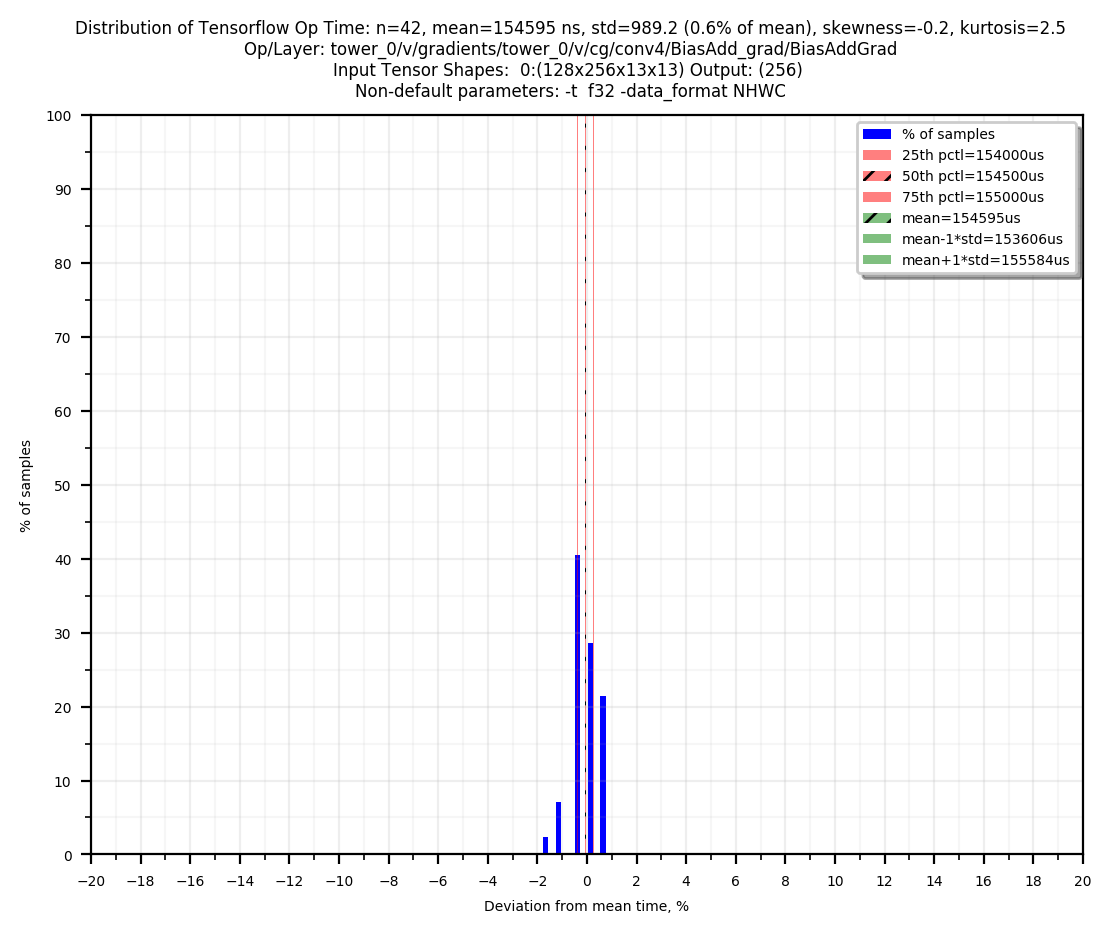 Distribution of Tensorflow Op Time: n=42, mean=154595 ns, std=989.2 (0.6% of mean), skewness=-0.2, kurtosis=2.5
Op/Layer: tower_0/v/gradients/tower_0/v/cg/conv4/BiasAdd_grad/BiasAddGrad
Input Tensor Shapes:  0:(128x256x13x13) Output: (256)
Non-default parameters: -t  f32 -data_format NHWC
% of samples
25th pctl=154000us
50th pctl=154500us
75th pctl=155000us
mean=154595us
mean-1*std=153606us
mean+1*std=155584us
100
90
80
70
60
50
40
30
20
10
0
% of samples
−20 −18 −16 −14 −12 −10 −8 −6 −4 −2 0 2 4 6 8 10 12 14 16 18 20
Deviation from mean time, %